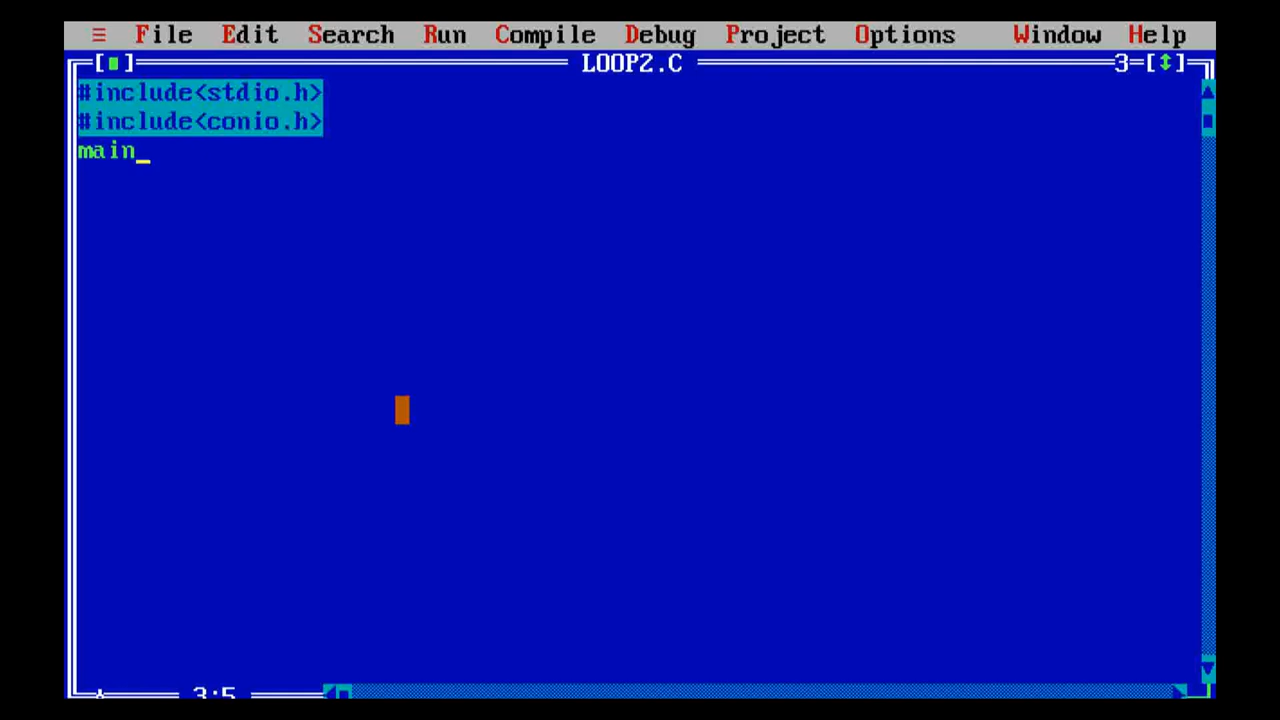 ≡ File Edit Search Run Compile Debug Project Options Window Help
[■] LOOP2.C 3=[↕]
#include<stdio.h>
#include<conio.h>
main_
3:5